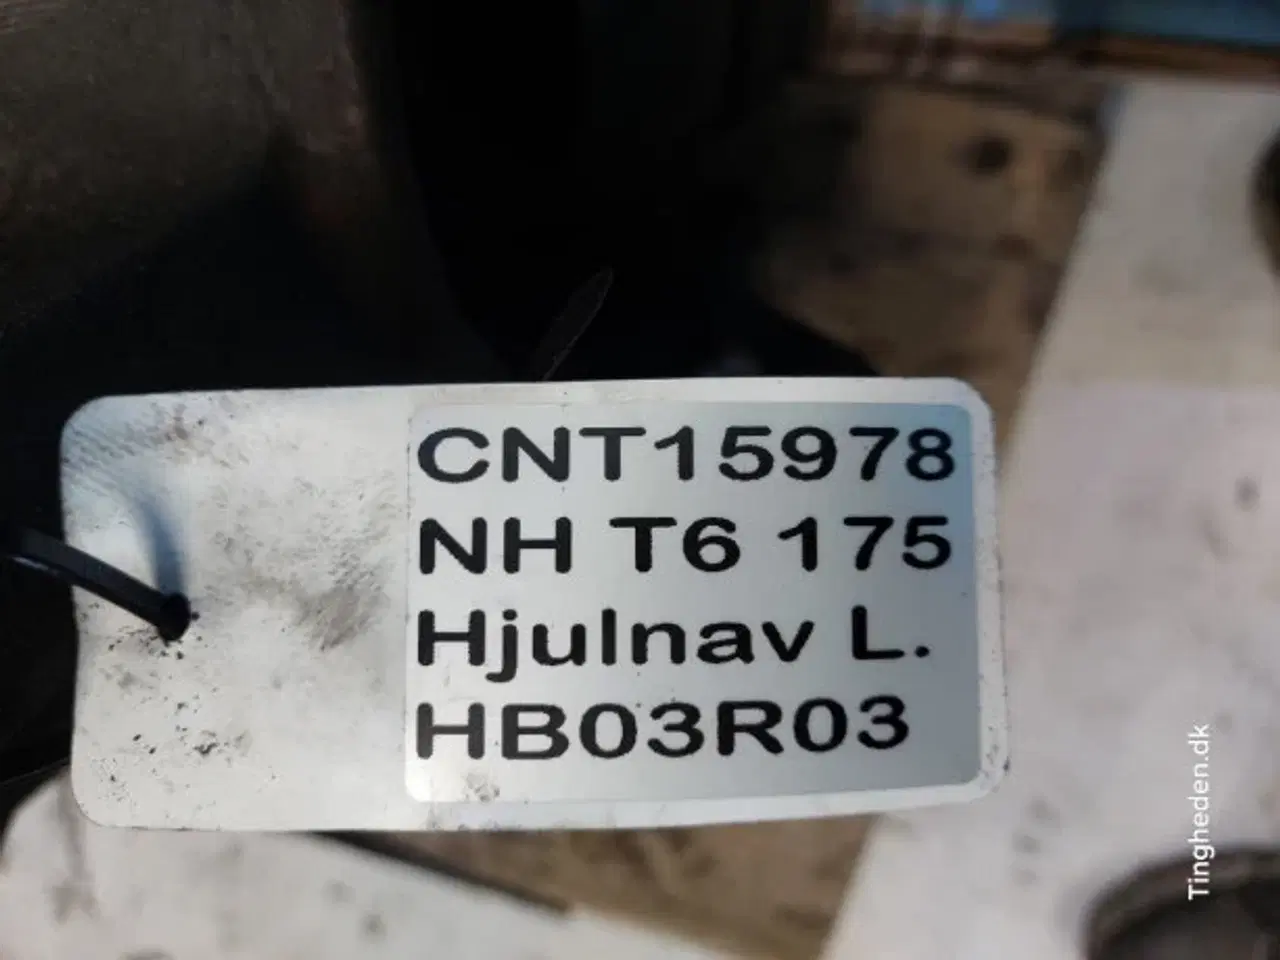 CNT15978
NH T6 175
Hjulnav L.
HB03R03
Tingheden.dk